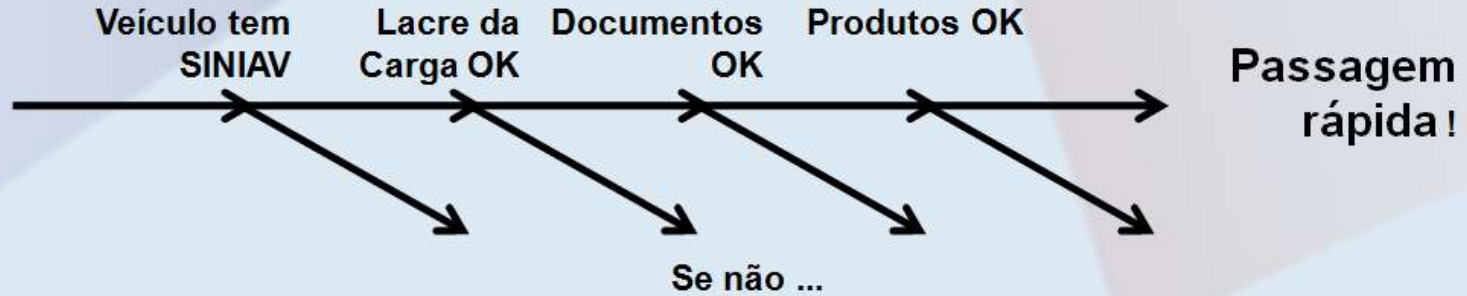 Veículo tem
SINIAV
Lacre da
Carga OK
Documentos
OK
Produtos OK
Passagem
rápida!
Se não ...